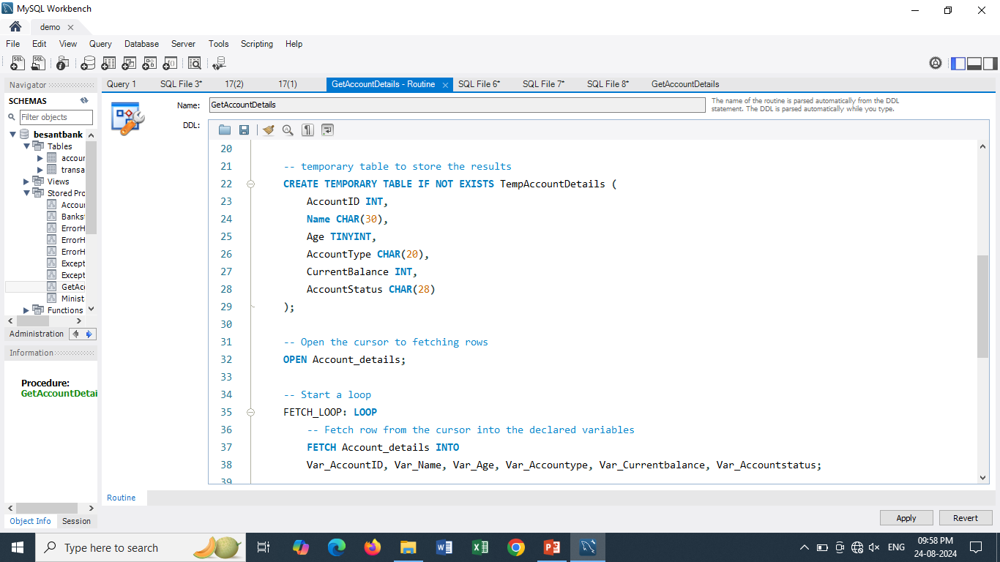 MySQL Workbench
demo
File Edit View Query Database Server Tools Scripting Help
Navigator
SCHEMAS
Filter objects
besantbank
Tables
accour
transa
Views
Stored Pro
Accour
Banks
ErrorH
ErrorH
ErrorH
Except
Except
GetAcc
Minist
Functions
Administration
Information
Procedure:
GetAccountDetai
Object Info Session
Query 1 SQL File 3* 17(2) 17(1) GetAccountDetails - Routine SQL File 6* SQL File 7* SQL File 8* GetAccountDetails
Name: GetAccountDetails
The name of the routine is parsed automatically from the DDL
statement. The DDL is parsed automatically while you type.
DDL:
20
21 -- temporary table to store the results
22 CREATE TEMPORARY TABLE IF NOT EXISTS TempAccountDetails (
23 AccountID INT,
24 Name CHAR(30),
25 Age TINYINT,
26 AccountType CHAR(20),
27 CurrentBalance INT,
28 AccountStatus CHAR(28)
29 );
30
31 -- Open the cursor to fetching rows
32 OPEN Account_details;
33
34 -- Start a loop
35 FETCH_LOOP: LOOP
36 -- Fetch row from the cursor into the declared variables
37 FETCH Account_details INTO
38 Var_AccountID, Var_Name, Var_Age, Var_Accountype, Var_Currentbalance, Var_Accountstatus;
39
Routine
Apply Revert
Type here to search
ENG
09:58 PM
24-08-2024